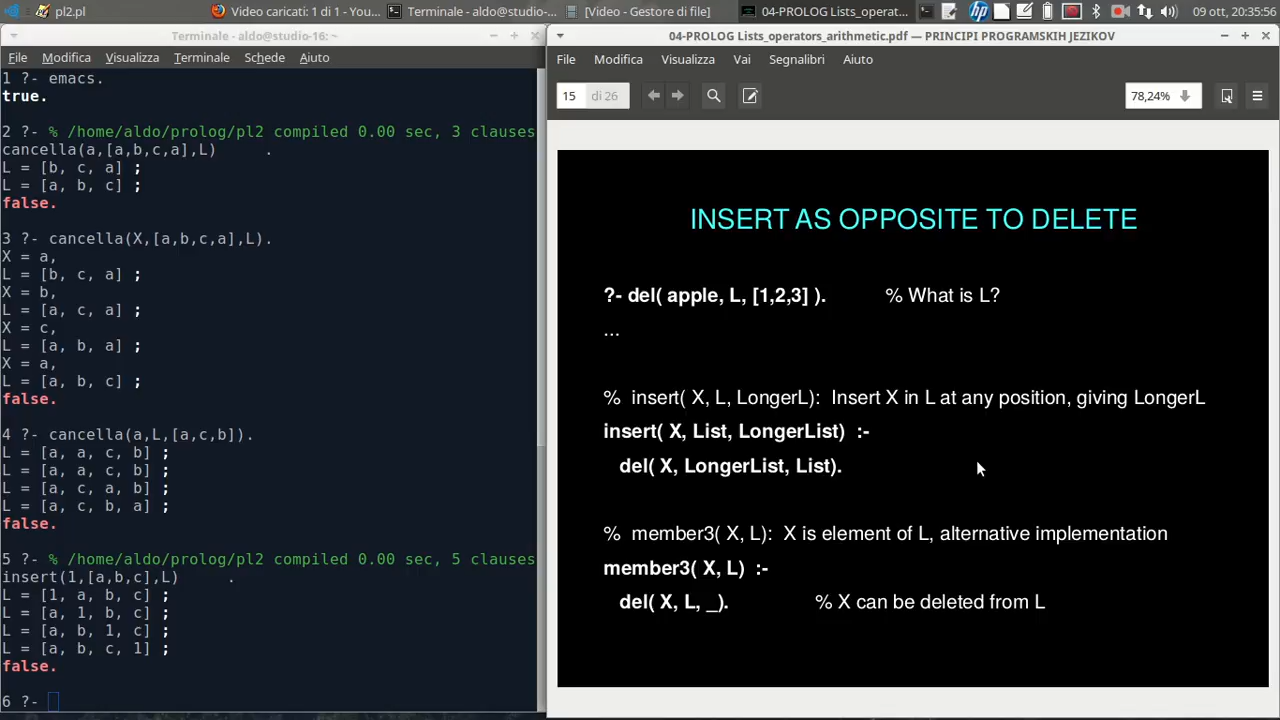 pl2.pl
Video caricati: 1 di 1 - You...
Terminale - aldo@studio-...
[Video - Gestore di file]
04-PROLOG Lists_operat...
09 ott, 20:35:56
Terminale - aldo@studio-16: ~
File Modifica Visualizza Terminale Schede Aiuto
1 ?- emacs.
true.
2 ?- % /home/aldo/prolog/pl2 compiled 0.00 sec, 3 clauses
cancella(a,[a,b,c,a],L) .
L = [b, c, a] ;
L = [a, b, c] ;
false.
3 ?- cancella(X,[a,b,c,a],L).
X = a,
L = [b, c, a] ;
X = b,
L = [a, c, a] ;
X = c,
L = [a, b, a] ;
X = a,
L = [a, b, c] ;
false.
4 ?- cancella(a,L,[a,c,b]).
L = [a, a, c, b] ;
L = [a, a, c, b] ;
L = [a, c, a, b] ;
L = [a, c, b, a] ;
false.
5 ?- % /home/aldo/prolog/pl2 compiled 0.00 sec, 5 clauses
insert(1,[a,b,c],L) .
L = [1, a, b, c] ;
L = [a, 1, b, c] ;
L = [a, b, 1, c] ;
L = [a, b, c, 1] ;
false.
6 ?-
04-PROLOG Lists_operators_arithmetic.pdf — PRINCIPI PROGRAMSKIH JEZIKOV
File Modifica Visualizza Vai Segnalibri Aiuto
15 di 26 78,24%
INSERT AS OPPOSITE TO DELETE
?- del( apple, L, [1,2,3] ). % What is L?
...
% insert( X, L, LongerL): Insert X in L at any position, giving LongerL
insert( X, List, LongerList) :-
del( X, LongerList, List).
% member3( X, L): X is element of L, alternative implementation
member3( X, L) :-
del( X, L, _). % X can be deleted from L